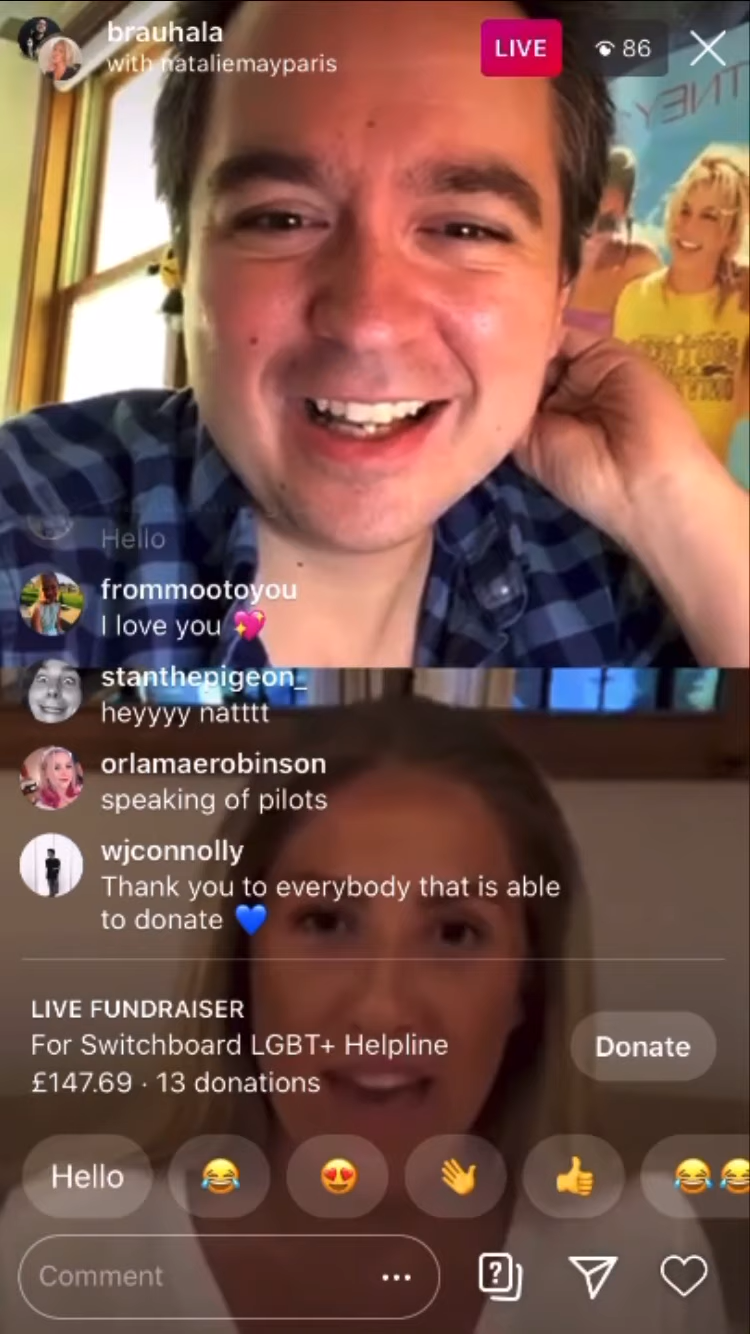 brauhala
with nataliemayparis
LIVE
86
TNEY
Hello
frommootoyou
I love you 💖
stanthepigeon_
heyyyy natttt
orlamaerobinson
speaking of pilots
wjconnolly
Thank you to everybody that is able
to donate 💙
LIVE FUNDRAISER
For Switchboard LGBT+ Helpline
£147.69 · 13 donations
Donate
Hello 😂 😍 👋 👍 😂😂
Comment